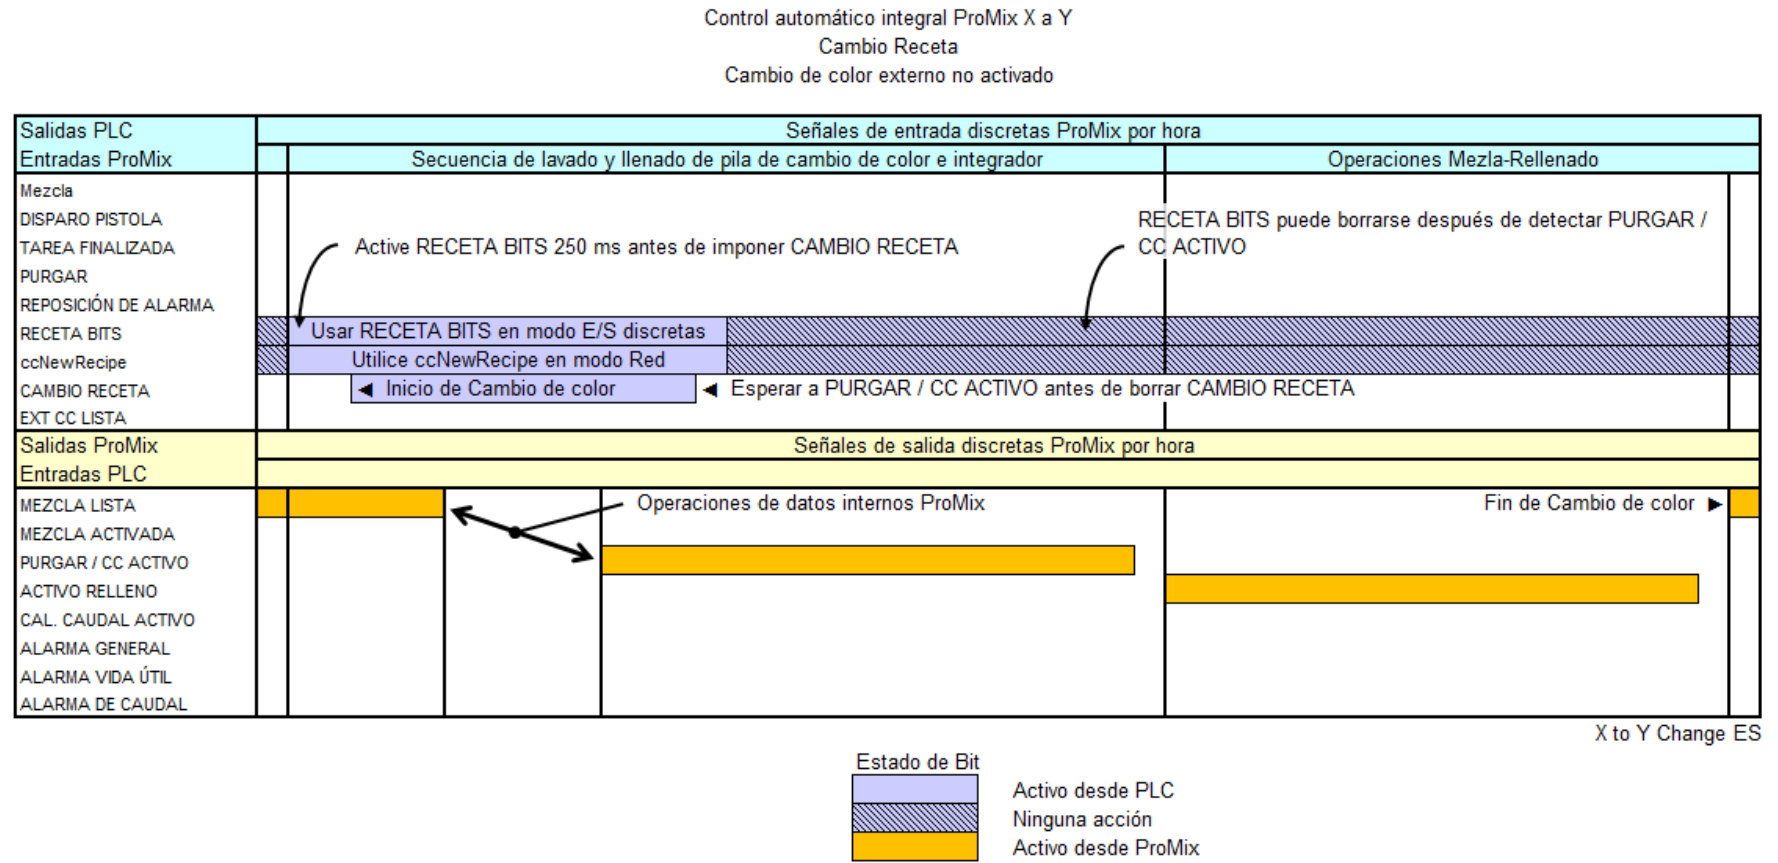 Control automático integral ProMix X a Y
Cambio Receta
Cambio de color externo no activado
Salidas PLC
Señales de entrada discretas ProMix por hora
Entradas ProMix
Secuencia de lavado y llenado de pila de cambio de color e integrador
Operaciones Mezla-Rellenado
Mezcla
DISPARO PISTOLA
RECETA BITS puede borrarse después de detectar PURGAR /
CC ACTIVO
TAREA FINALIZADA
Active RECETA BITS 250 ms antes de imponer CAMBIO RECETA
PURGAR
REPOSICIÓN DE ALARMA
RECETA BITS
Usar RECETA BITS en modo E/S discretas
ccNewRecipe
Utilice ccNewRecipe en modo Red
CAMBIO RECETA
◄ Inicio de Cambio de color
◄ Esperar a PURGAR / CC ACTIVO antes de borrar CAMBIO RECETA
EXT CC LISTA
Salidas ProMix
Señales de salida discretas ProMix por hora
Entradas PLC
MEZCLA LISTA
Operaciones de datos internos ProMix
Fin de Cambio de color ►
MEZCLA ACTIVADA
PURGAR / CC ACTIVO
ACTIVO RELLENO
CAL. CAUDAL ACTIVO
ALARMA GENERAL
ALARMA VIDA ÚTIL
ALARMA DE CAUDAL
X to Y Change ES
Estado de Bit
Activo desde PLC
Ninguna acción
Activo desde ProMix